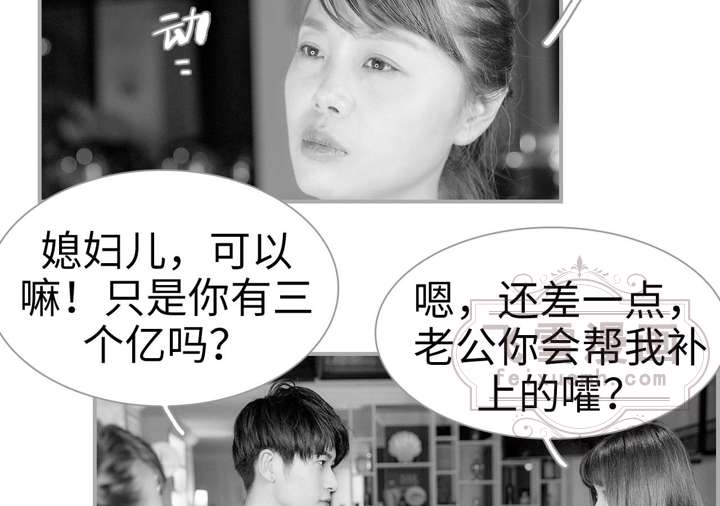 动
媳妇儿，可以
嘛！只是你有三
个亿吗？
嗯，还差一点，
老公你会帮我补
上的嚯？